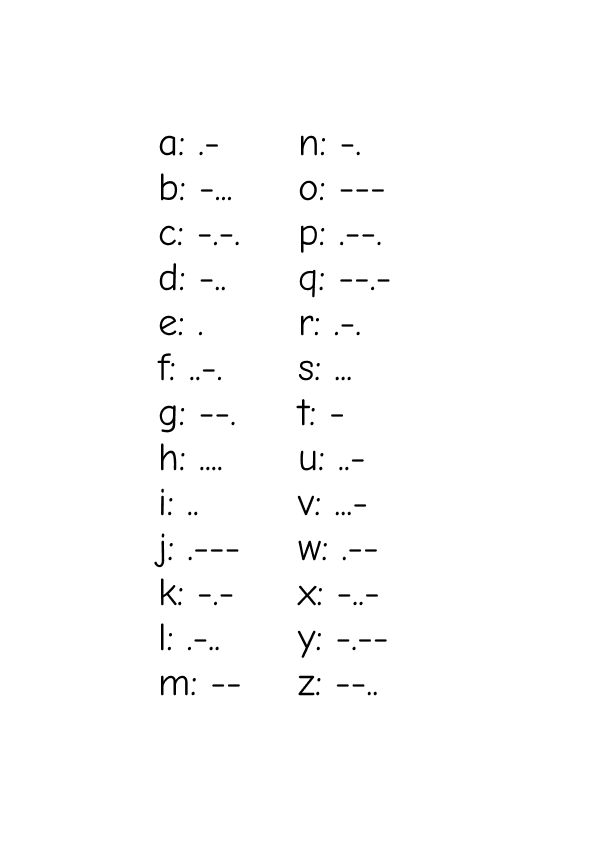 a: .-
b: -...
c: -.-.
d: -..
e: .
f: ..-.
g: --.
h: ....
i: ..
j: .---
k: -.-
l: .-..
m: --
n: -.
o: ---
p: .--.
q: --.-
r: .-.
s: ...
t: -
u: ..-
v: ...-
w: .--
x: -..-
y: -.--
z: --..